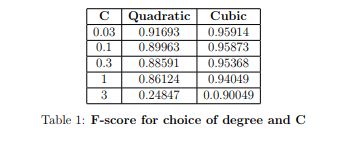 C Quadratic Cubic
0.03 0.91693 0.95914
0.1 0.89963 0.95873
0.3 0.88591 0.95368
1 0.86124 0.94049
3 0.24847 0.0.90049
Table 1: F-score for choice of degree and C